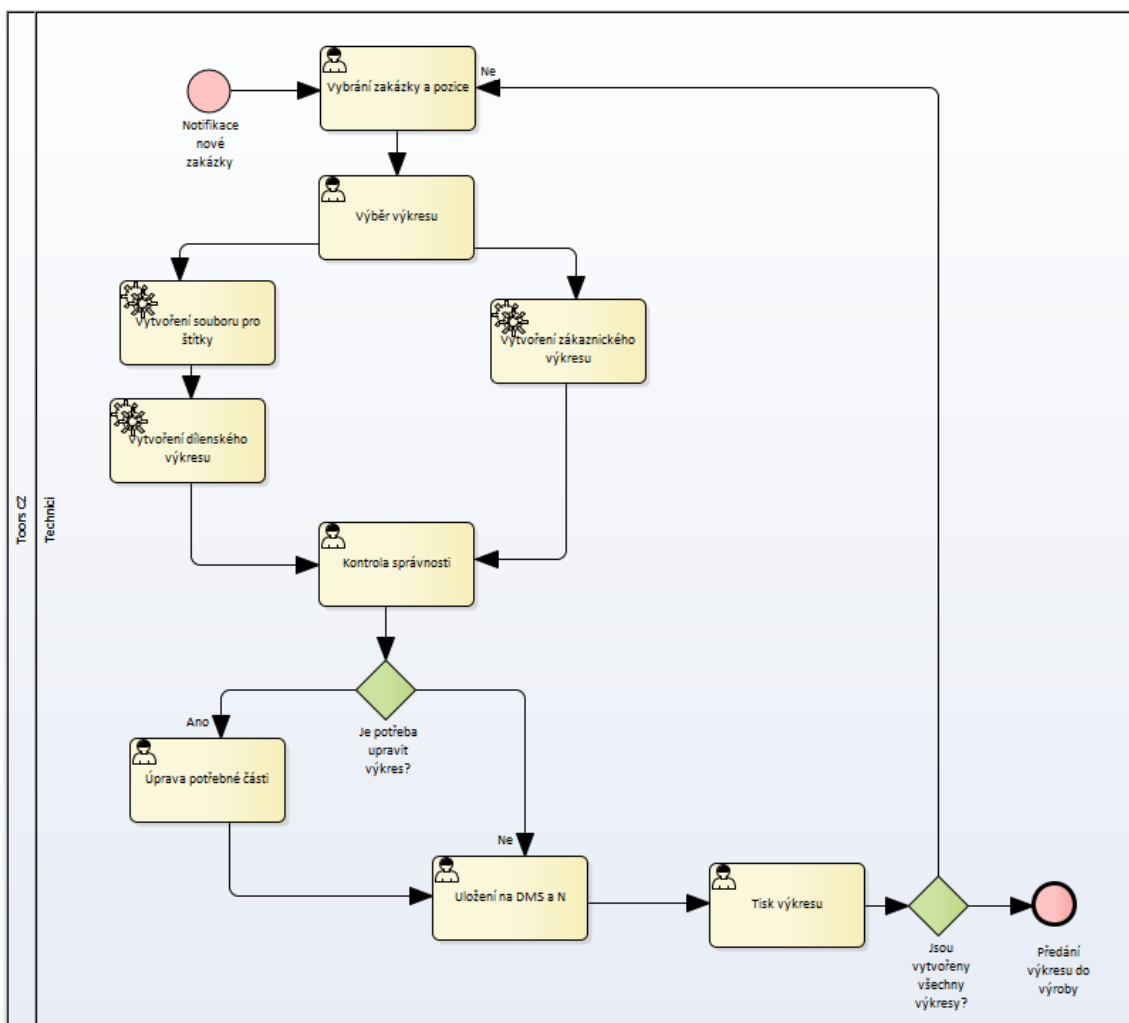 Toors CZ
Technici
Notifikace
nové
zakázky
Vybrání zakázky a pozice
Ne
Výběr výkresu
Vytvoření souboru pro
štítky
Vytvoření zákaznického
výkresu
Vytvoření dílenského
výkresu
Kontrola správnosti
Je potřeba
upravit
výkres?
Ano
Úprava potřebné části
Ne
Uložení na DMS a N
Tisk výkresu
Jsou
vytvořeny
všechny
výkresy?
Předání
výkresu do
výroby